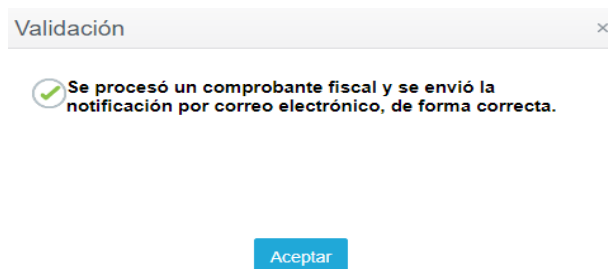 Validación ×
Se procesó un comprobante fiscal y se envió la
notificación por correo electrónico, de forma correcta.
Aceptar